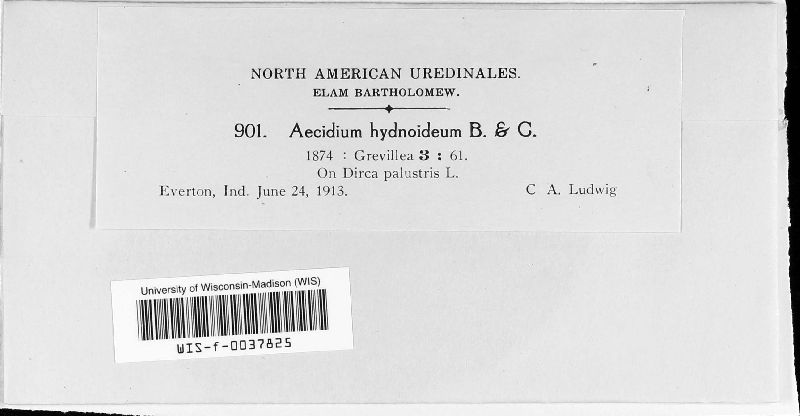 NORTH AMERICAN UREDINALES.
ELAM BARTHOLOMEW.
901. Aecidium hydnoideum B. & C.
1874 : Grevillea 3 : 61.
On Dirca palustris L.
Everton, Ind. June 24, 1913. C A. Ludwig
University of Wisconsin-Madison (WIS)
WIS-f-0037825